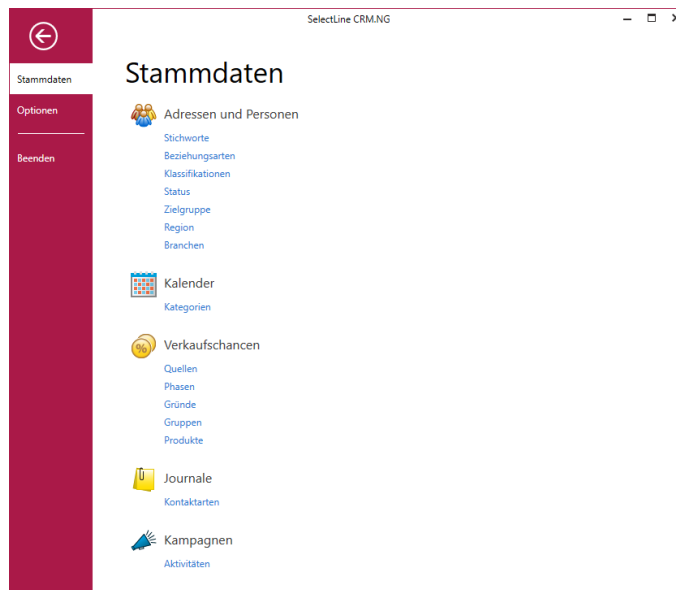 SelectLine CRM.NG
Stammdaten
Optionen
Beenden
Stammdaten
Adressen und Personen
Stichworte
Beziehungsarten
Klassifikationen
Status
Zielgruppe
Region
Branchen
Kalender
Kategorien
%
Verkaufschancen
Quellen
Phasen
Gründe
Gruppen
Produkte
Journale
Kontaktarten
Kampagnen
Aktivitäten